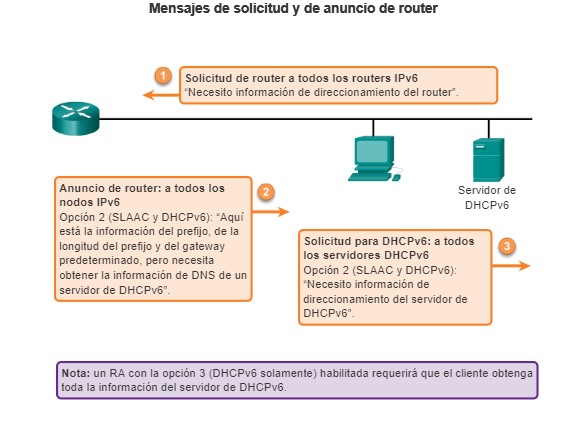 Mensajes de solicitud y de anuncio de router
1
Solicitud de router a todos los routers IPv6
“Necesito información de direccionamiento del router”.
Servidor de
DHCPv6
Anuncio de router: a todos los
nodos IPv6
Opción 2 (SLAAC y DHCPv6): “Aquí
está la información del prefijo, de la
longitud del prefijo y del gateway
predeterminado, pero necesita
obtener la información de DNS de un
servidor de DHCPv6”.
2
Solicitud para DHCPv6: a todos
los servidores DHCPv6
Opción 2 (SLAAC y DHCPv6):
“Necesito información de
direccionamiento del servidor de
DHCPv6”.
3
Nota: un RA con la opción 3 (DHCPv6 solamente) habilitada requerirá que el cliente obtenga
toda la información del servidor de DHCPv6.